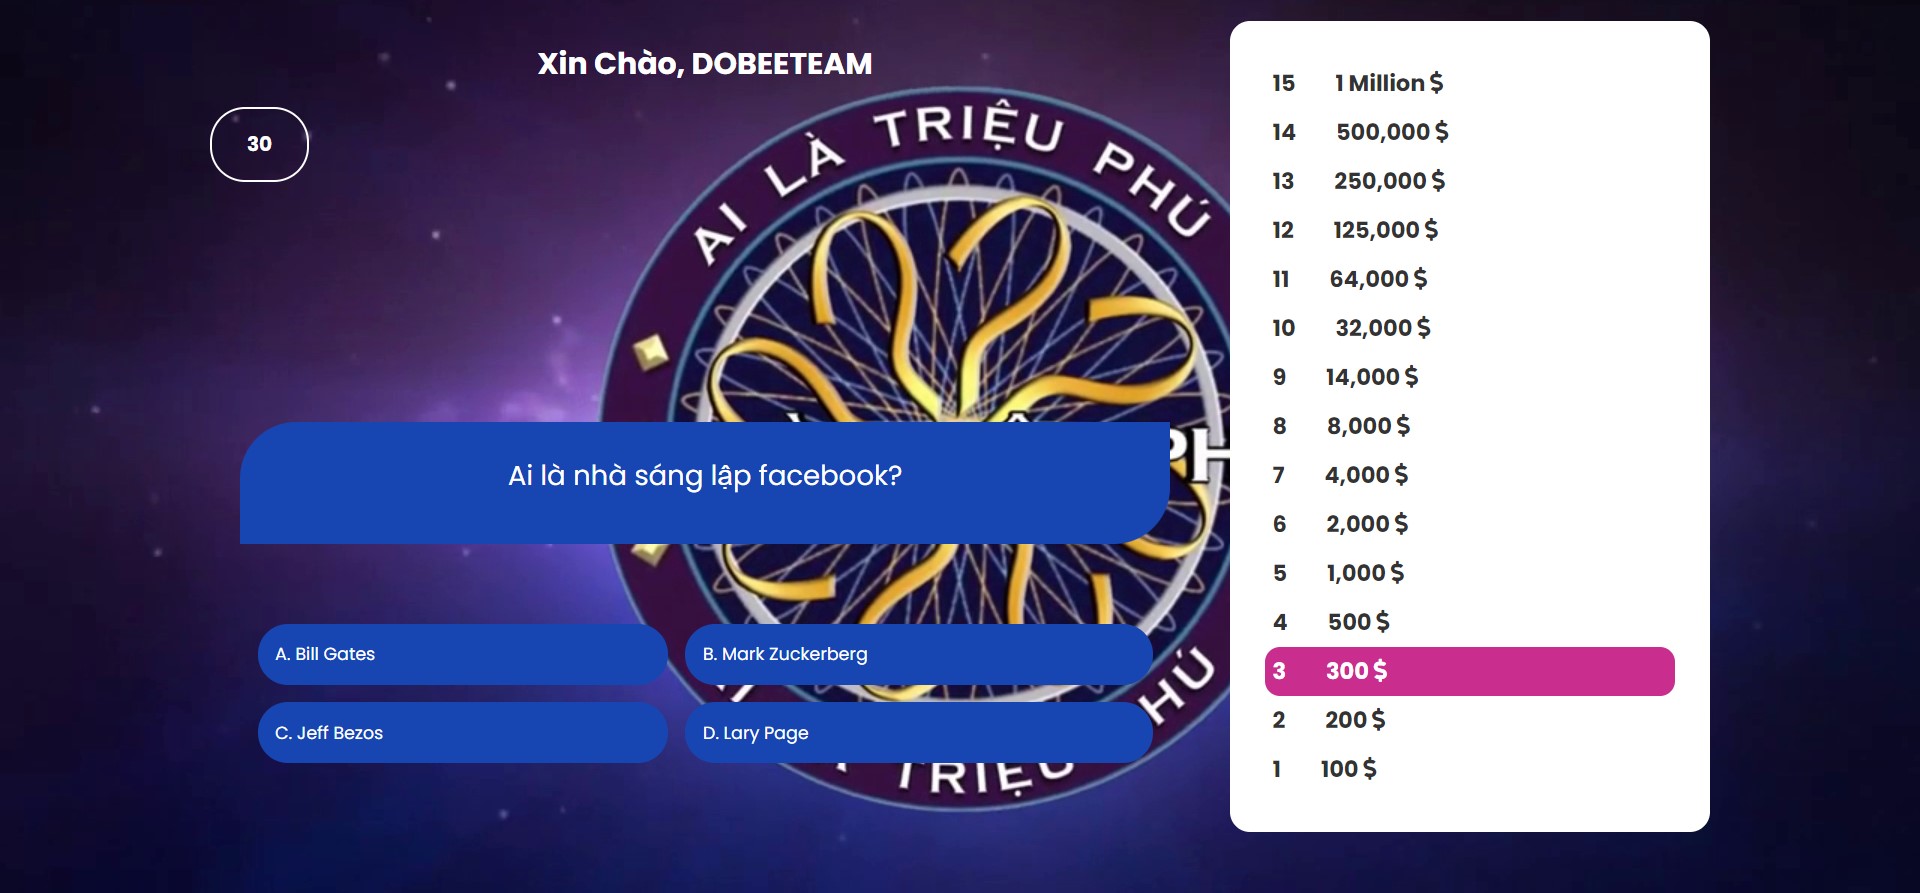 Xin Chào, DOBEETEAM
30
AI LÀ TRIỆU PHÚ
PH
Ai là nhà sáng lập facebook?
A. Bill Gates
B. Mark Zuckerberg
C. Jeff Bezos
D. Lary Page
HÚ
TRIỆU
15 1 Million $
14 500,000 $
13 250,000 $
12 125,000 $
11 64,000 $
10 32,000 $
9 14,000 $
8 8,000 $
7 4,000 $
6 2,000 $
5 1,000 $
4 500 $
3 300 $
2 200 $
1 100 $